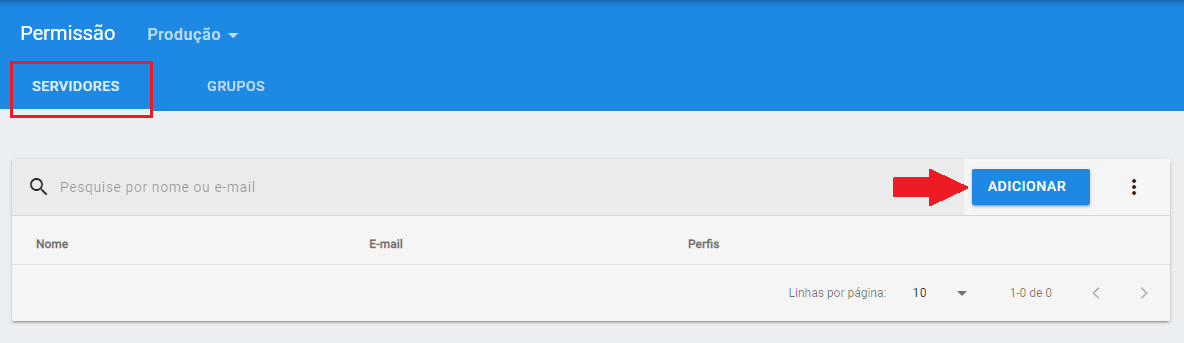 Permissão Produção
SERVIDORES GRUPOS
Pesquise por nome ou e-mail ADICIONAR
Nome E-mail Perfis
Linhas por página: 10 1-0 de 0